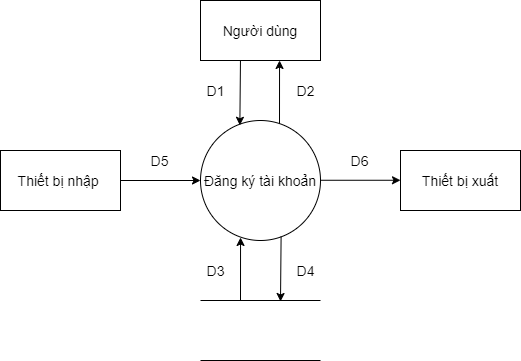 Người dùng
D1
D2
D5
D6
Thiết bị nhập
Đăng ký tài khoản
Thiết bị xuất
D3
D4